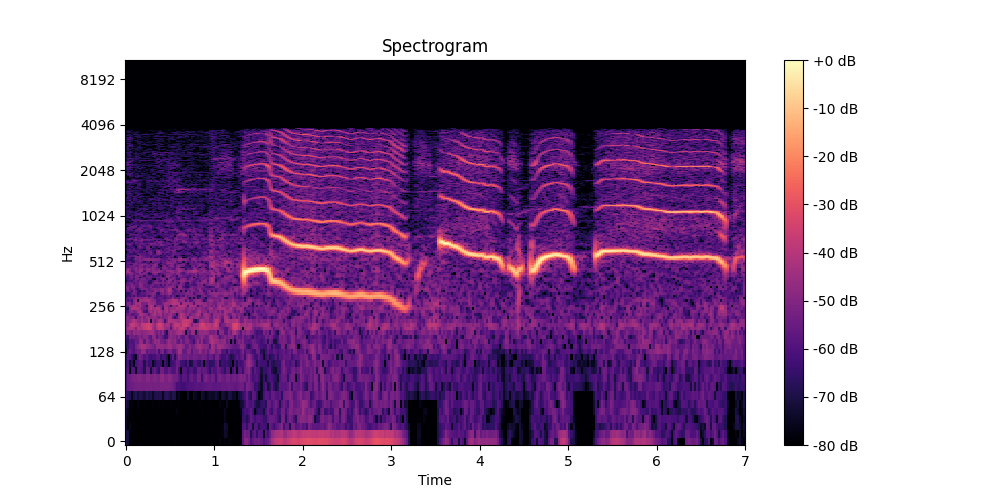 Spectrogram
8192
4096
2048
1024
512
256
128
64
0
Hz
0 1 2 3 4 5 6 7
Time
+0 dB
-10 dB
-20 dB
-30 dB
-40 dB
-50 dB
-60 dB
-70 dB
-80 dB